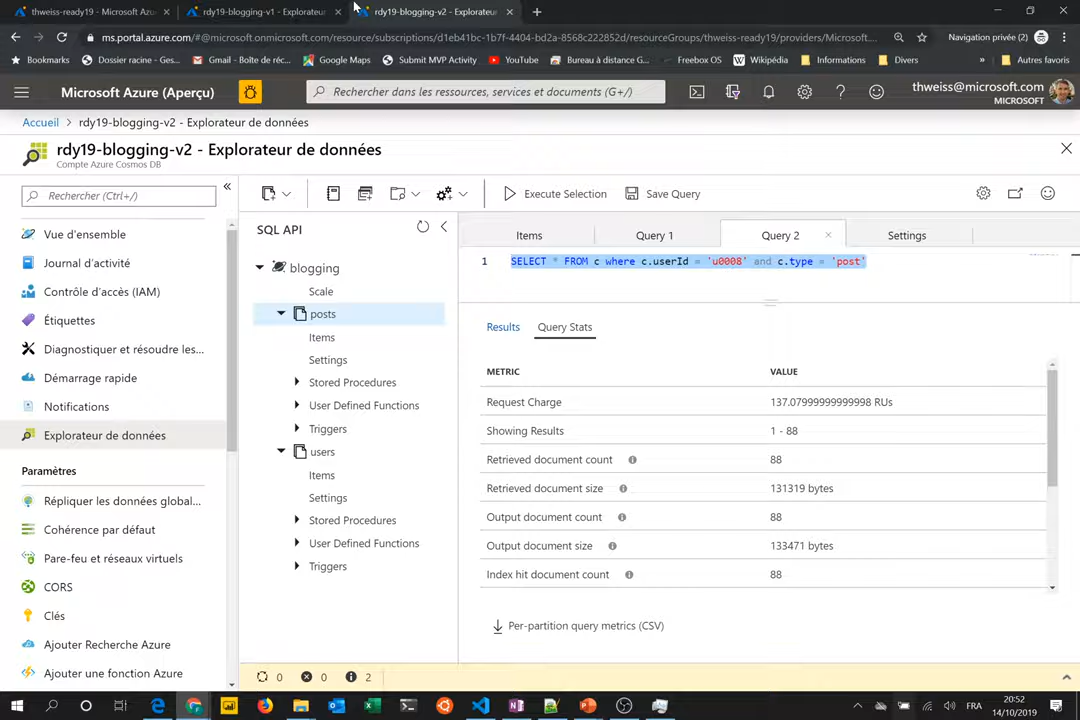 thweiss-ready19 - Microsoft Azu
rdy19-blogging-v1 - Explorateur
rdy19-blogging-v2 - Explorateur
ms.portal.azure.com/#@microsoft.onmicrosoft.com/resource/subscriptions/d1eb41bc-1b7f-4404-bd2a-8568c222852d/resourceGroups/thweiss-ready19/providers/Microsoft....
Navigation privée (2)
Bookmarks
Dossier racine - Ges...
Gmail - Boîte de réc...
Google Maps
Submit MVP Activity
YouTube
Bureau à distance G...
Freebox OS
Wikipédia
Informations
Divers
»
Autres favoris
Microsoft Azure (Aperçu)
Rechercher dans les ressources, services et documents (G+/)
thweiss@microsoft.com
MICROSOFT
Accueil > rdy19-blogging-v2 - Explorateur de données
rdy19-blogging-v2 - Explorateur de données
Compte Azure Cosmos DB
Rechercher (Ctrl+/)
«
Vue d'ensemble
Journal d'activité
Contrôle d'accès (IAM)
Étiquettes
Diagnostiquer et résoudre les...
Démarrage rapide
Notifications
Explorateur de données
Paramètres
Répliquer les données global...
Cohérence par défaut
Pare-feu et réseaux virtuels
CORS
Clés
Ajouter Recherche Azure
Ajouter une fonction Azure
Execute Selection
Save Query
SQL API
blogging
Scale
posts
Items
Settings
Stored Procedures
User Defined Functions
Triggers
users
Items
Settings
Stored Procedures
User Defined Functions
Triggers
Items
Query 1
Query 2
Settings
1 SELECT * FROM c where c.userId = 'u0008' and c.type = 'post'
Results
Query Stats
METRIC VALUE
Request Charge 137.07999999999998 RUs
Showing Results 1 - 88
Retrieved document count 88
Retrieved document size 131319 bytes
Output document count 88
Output document size 133471 bytes
Index hit document count 88
Per-partition query metrics (CSV)
0
0
2
FRA
20:52
14/10/2019